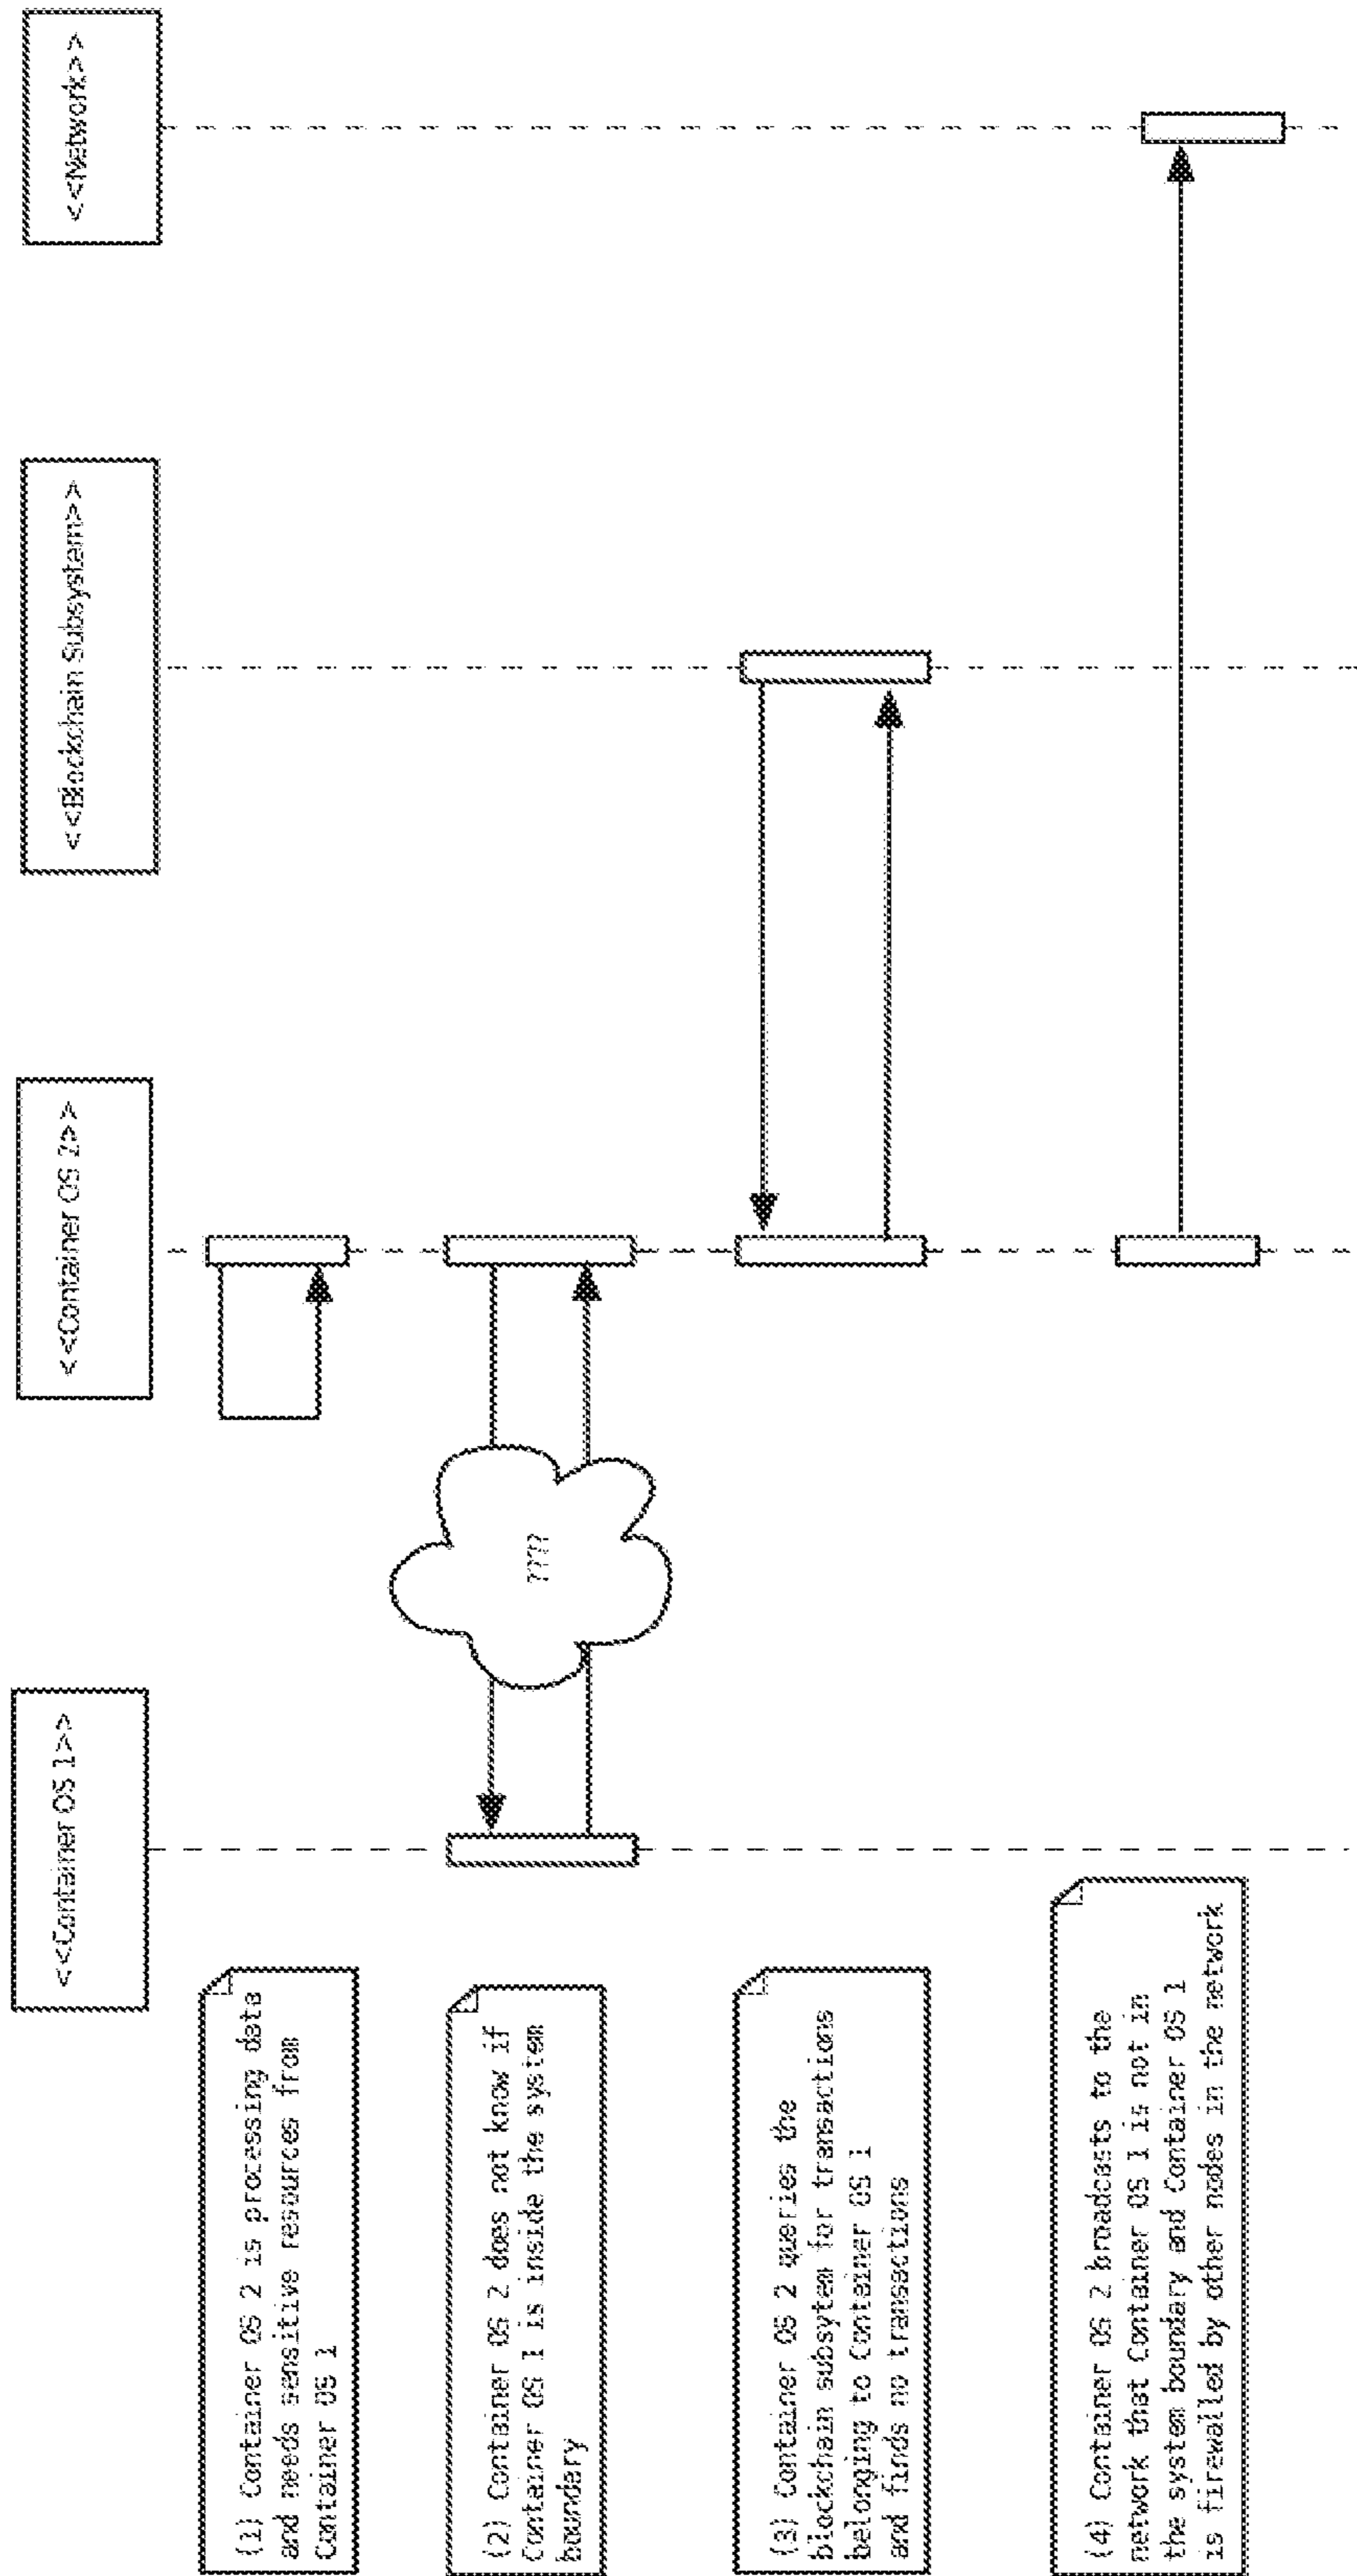 <<Container OS 1>>
<<Container OS 2>>
<<Blockchain Subsystem>>
<<Network>>
(1) Container OS 2 is processing data
and needs sensitive resources from
Container OS 1
(2) Container OS 2 does not know if
Container OS 1 is inside the system
boundary
????
(3) Container OS 2 queries the
blockchain subsytem for transactions
belonging to Container OS 1
and finds no transactions
(4) Container OS 2 broadcasts to the
network that Container OS 1 is not in
the system boundary and Container OS 1
is firewalled by other nodes in the network